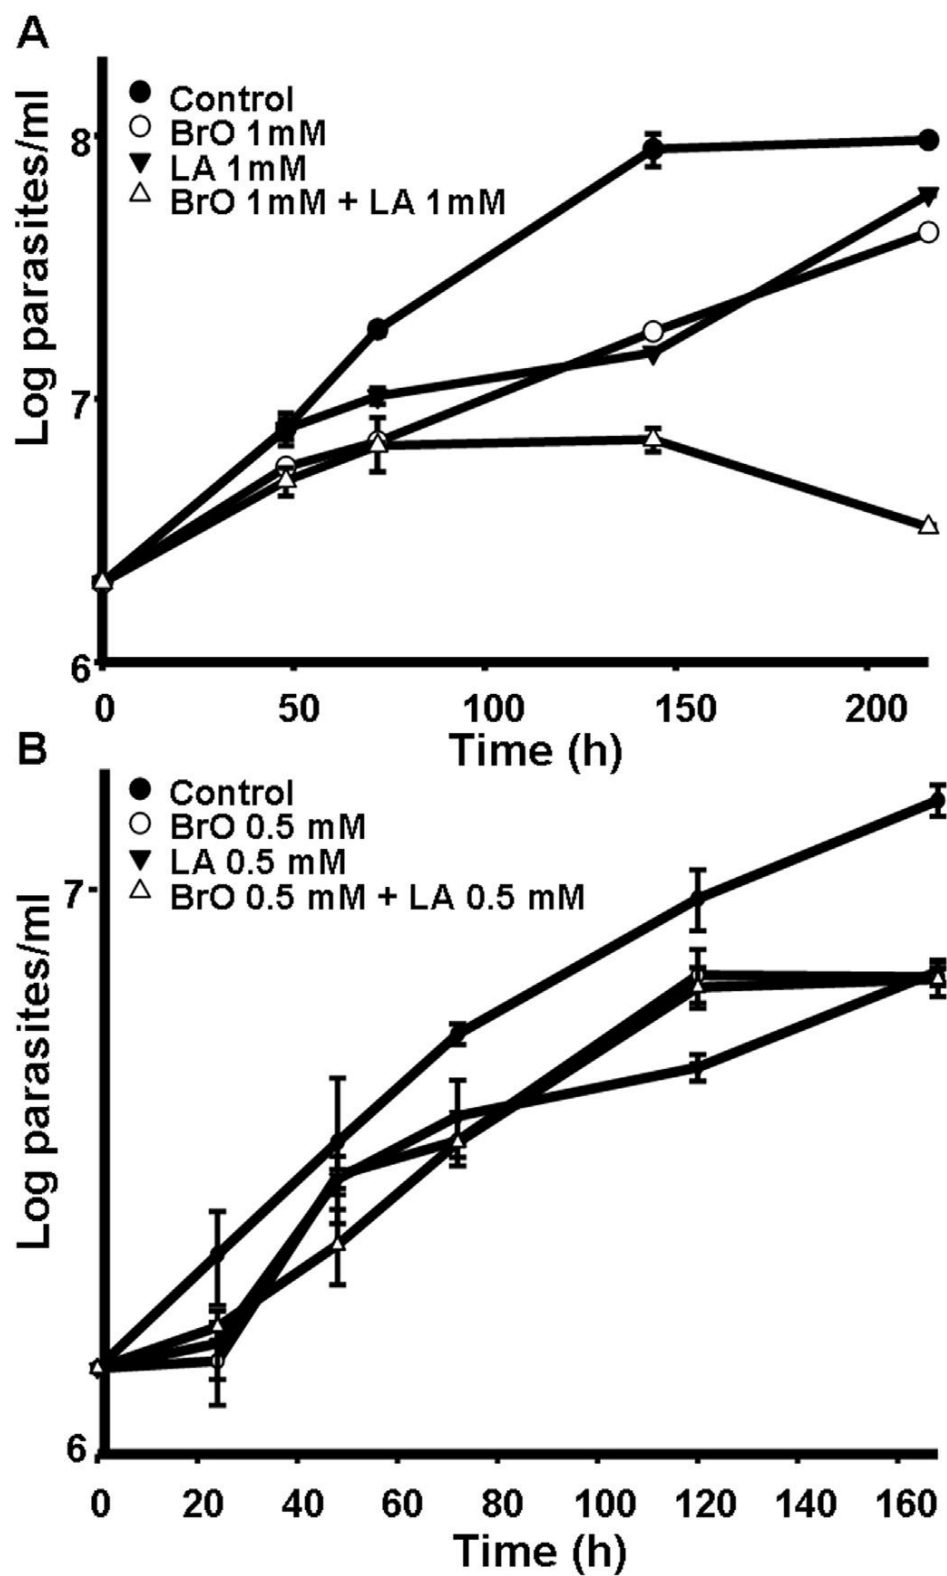 A
Control
BrO 1mM
LA 1mM
BrO 1mM + LA 1mM
Log parasites/ml
8
7
6
0 50 100 150 200
Time (h)
B
Control
BrO 0.5 mM
LA 0.5 mM
BrO 0.5 mM + LA 0.5 mM
Log parasites/ml
7
6
0 20 40 60 80 100 120 140 160
Time (h)